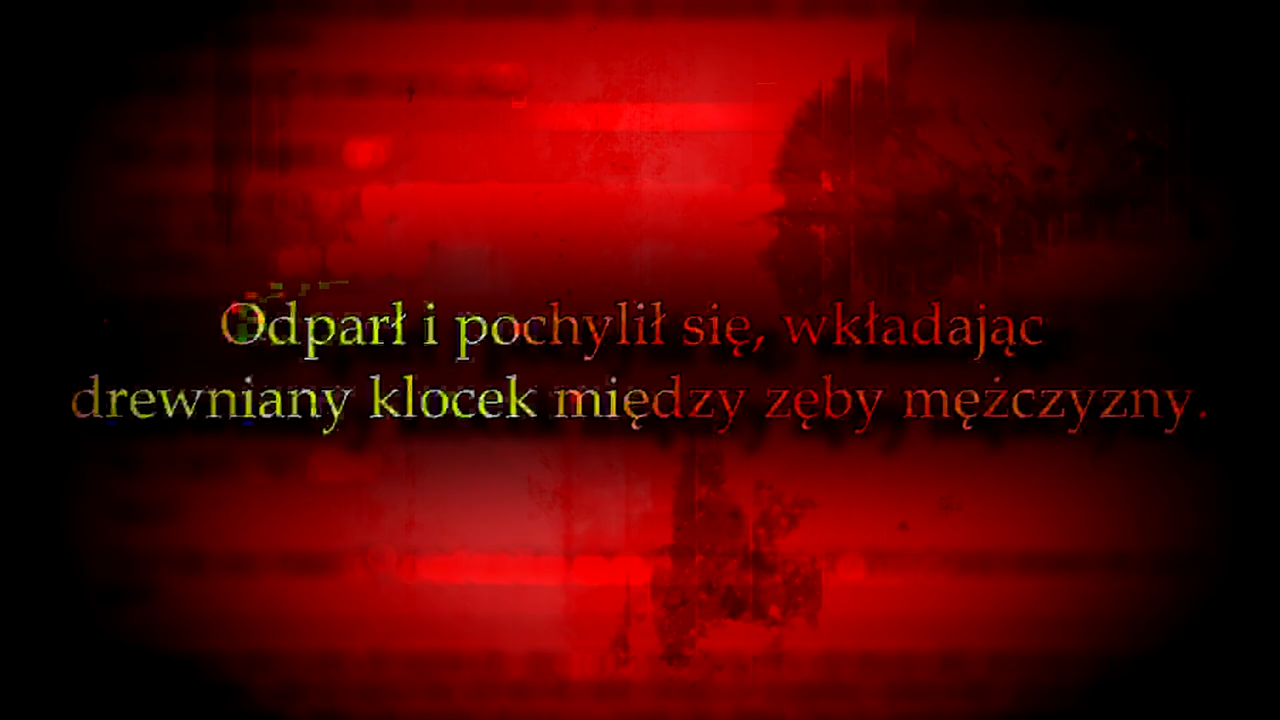 Odparł i pochylił się, wkładając
drewniany klocek między zęby mężczyzny.